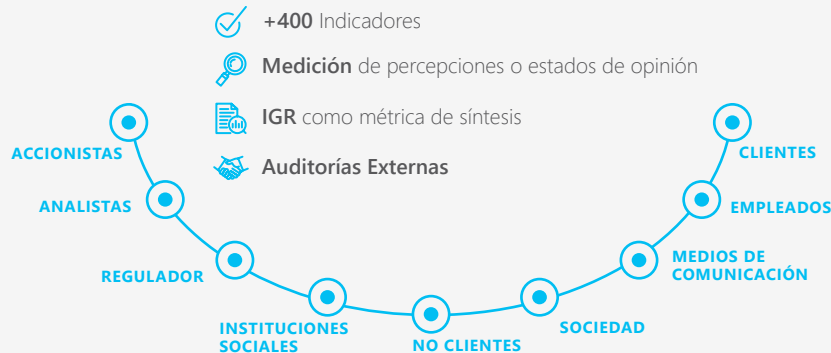 +400 Indicadores
Medición de percepciones o estados de opinión
IGR como métrica de síntesis
Auditorías Externas
ACCIONISTAS
ANALISTAS
REGULADOR
INSTITUCIONES
SOCIALES
NO CLIENTES
SOCIEDAD
MEDIOS DE
COMUNICACIÓN
EMPLEADOS
CLIENTES